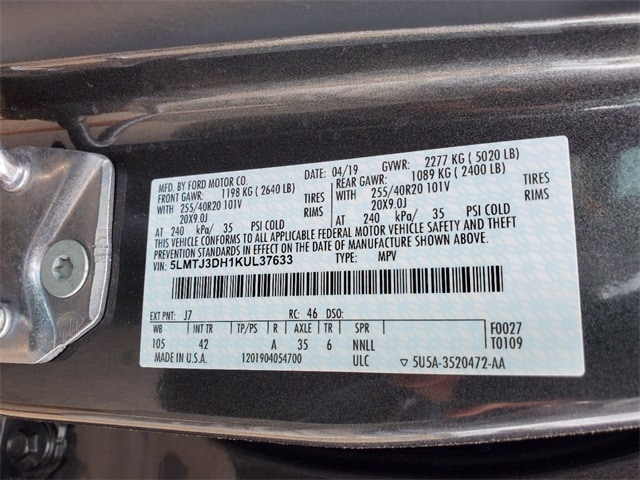 MFD. BY FORD MOTOR CO.
DATE: 04/19 GVWR: 2277 KG ( 5020 LB)
FRONT GAWR: 1198 KG ( 2640 LB)
REAR GAWR: 1089 KG ( 2400 LB)
WITH 255/40R20 101V TIRES
WITH 255/40R20 101V TIRES
20X9.0J RIMS
20X9.0J RIMS
AT 240 kPa/ 35 PSI COLD
AT 240 kPa/ 35 PSI COLD
THIS VEHICLE CONFORMS TO ALL APPLICABLE FEDERAL MOTOR VEHICLE SAFETY AND THEFT
PREVENTION STANDARDS IN EFFECT ON THE DATE OF MANUFACTURE SHOWN ABOVE.
VIN: 5LMTJ3DH1KUL37633 TYPE: MPV
EXT PNT: J7 RC: 46 DSO:
WB INT TR TP/PS R AXLE TR SPR F0027
105 42 A 35 6 NNLL T0109
MADE IN U.S.A. 1201904054700 ULC ▽ 5U5A-3520472-AA